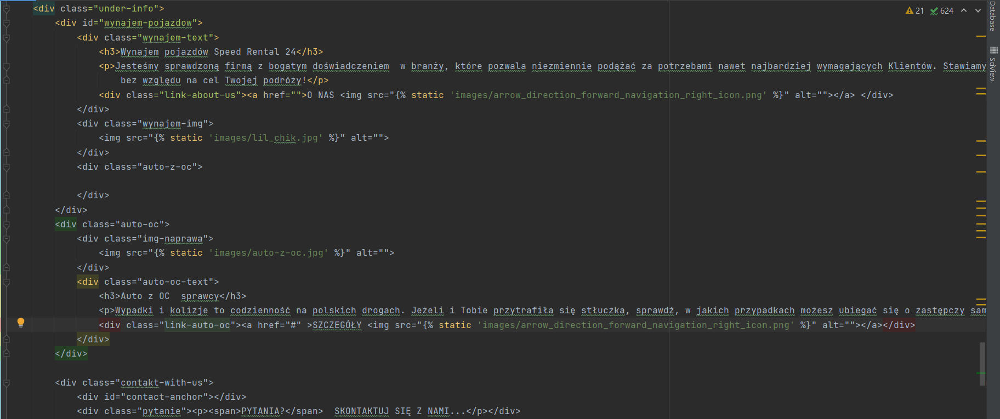 <div class="under-info">
<div id="wynajem-pojazdow">
<div class="wynajem-text">
<h3>Wynajem pojazdów Speed Rental 24</h3>
<p>Jesteśmy sprawdzoną firmą z bogatym doświadczeniem  w branży, które pozwala niezmiennie podążać za potrzebami nawet najbardziej wymagających Klientów. Stawiamy
bez względu na cel Twojej podróży!</p>
<div class="link-about-us"><a href="">O NAS <img src="{% static 'images/arrow_direction_forward_navigation_right_icon.png' %}" alt=""></a> </div>
</div>
<div class="wynajem-img">
<img src="{% static 'images/lil_chik.jpg' %}" alt="">
</div>
<div class="auto-z-oc">
</div>
</div>
<div class="auto-oc">
<div class="img-naprawa">
<img src="{% static 'images/auto-z-oc.jpg' %}" alt="">
</div>
<div class="auto-oc-text">
<h3>Auto z OC  sprawcy</h3>
<p>Wypadki i kolizje to codzienność na polskich drogach. Jeżeli i Tobie przytrafiła się stłuczka, sprawdź, w jakich przypadkach możesz ubiegać się o zastępczy sam
<div class="link-auto-oc"><a href="#" >SZCZEGÓŁY <img src="{% static 'images/arrow_direction_forward_navigation_right_icon.png' %}" alt=""></a></div>
</div>
</div>
<div class="contakt-with-us">
<div id="contact-anchor"></div>
<div class="pytanie"><p><span>PYTANIA?</span>  SKONTAKTUJ SIĘ Z NAMI...</p></div>
21 624
Database
SciView